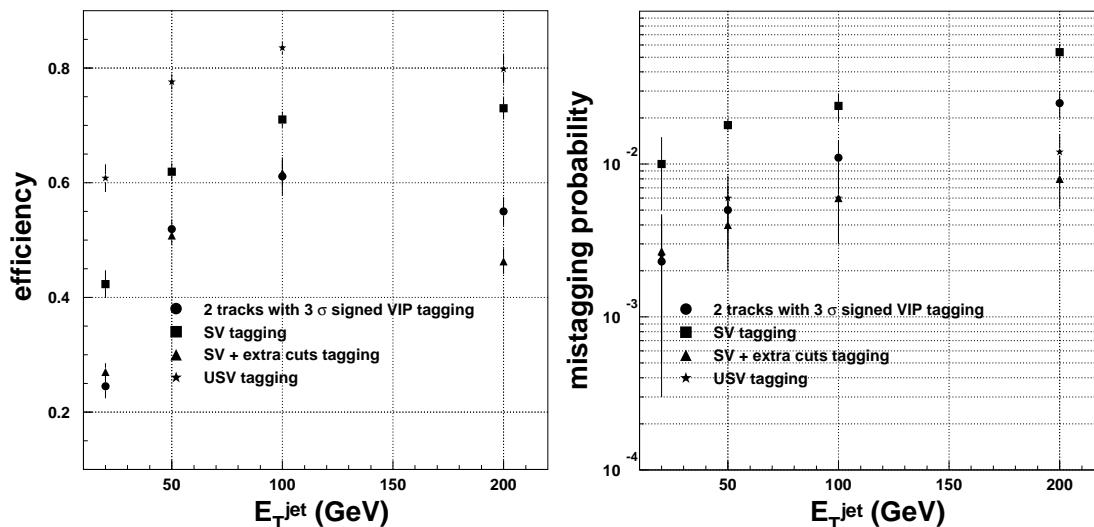 efficiency
0.8
0.6
0.4
0.2
2 tracks with 3 σ signed VIP tagging
SV tagging
SV + extra cuts tagging
USV tagging
50 100 150 200
E_T^jet (GeV)
mistagging probability
10^-2
10^-3
10^-4
2 tracks with 3 σ signed VIP tagging
SV tagging
SV + extra cuts tagging
USV tagging
50 100 150 200
E_T^jet (GeV)